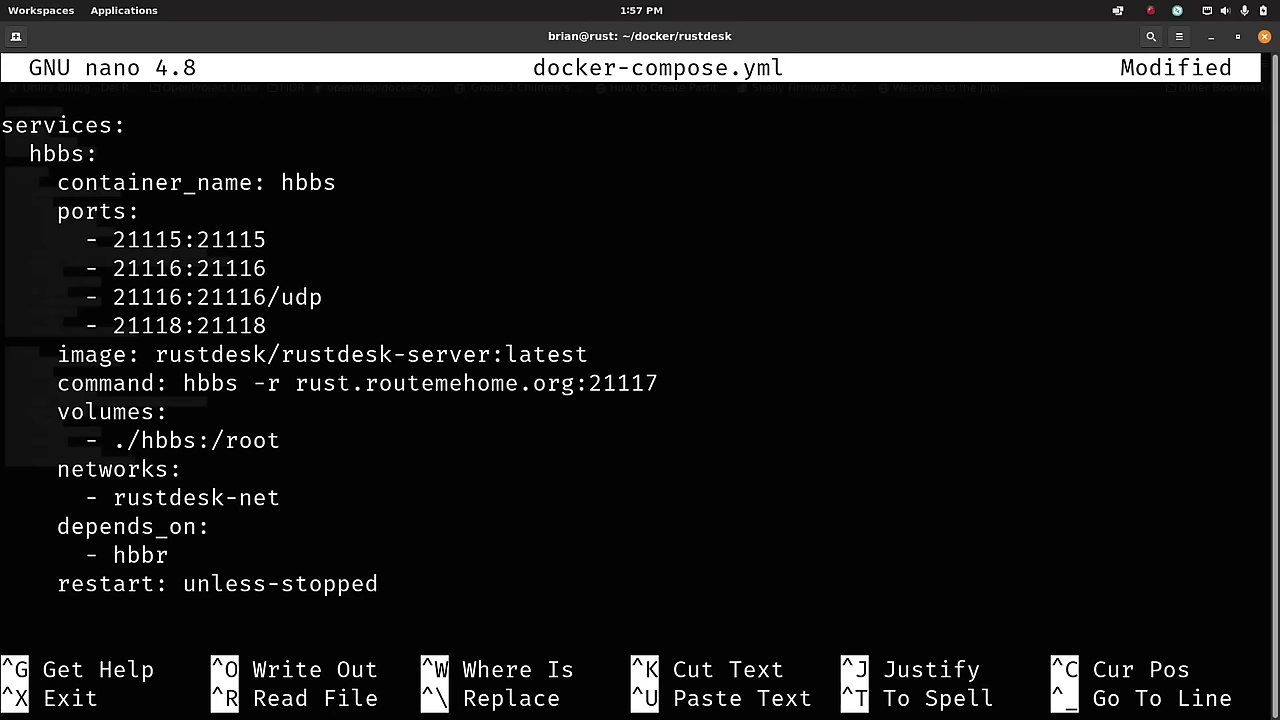 Workspaces Applications 1:57 PM
brian@rust: ~/docker/rustdesk
GNU nano 4.8 docker-compose.yml Modified
services:
  hbbs:
    container_name: hbbs
    ports:
      - 21115:21115
      - 21116:21116
      - 21116:21116/udp
      - 21118:21118
    image: rustdesk/rustdesk-server:latest
    command: hbbs -r rust.routemehome.org:21117
    volumes:
      - ./hbbs:/root
    networks:
      - rustdesk-net
    depends_on:
      - hbbr
    restart: unless-stopped
^G Get Help ^O Write Out ^W Where Is ^K Cut Text ^J Justify ^C Cur Pos
^X Exit ^R Read File ^\ Replace ^U Paste Text ^T To Spell ^_ Go To Line